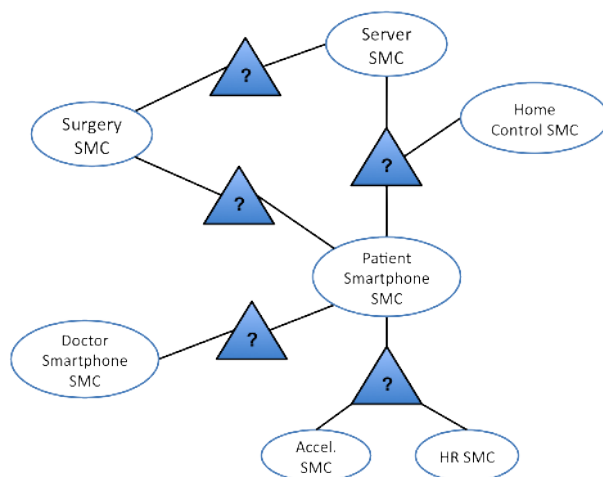 Server
SMC
?
Home
Control SMC
Surgery
SMC
?
?
Patient
Smartphone
SMC
Doctor
Smartphone
SMC
?
?
Accel.
SMC
HR SMC